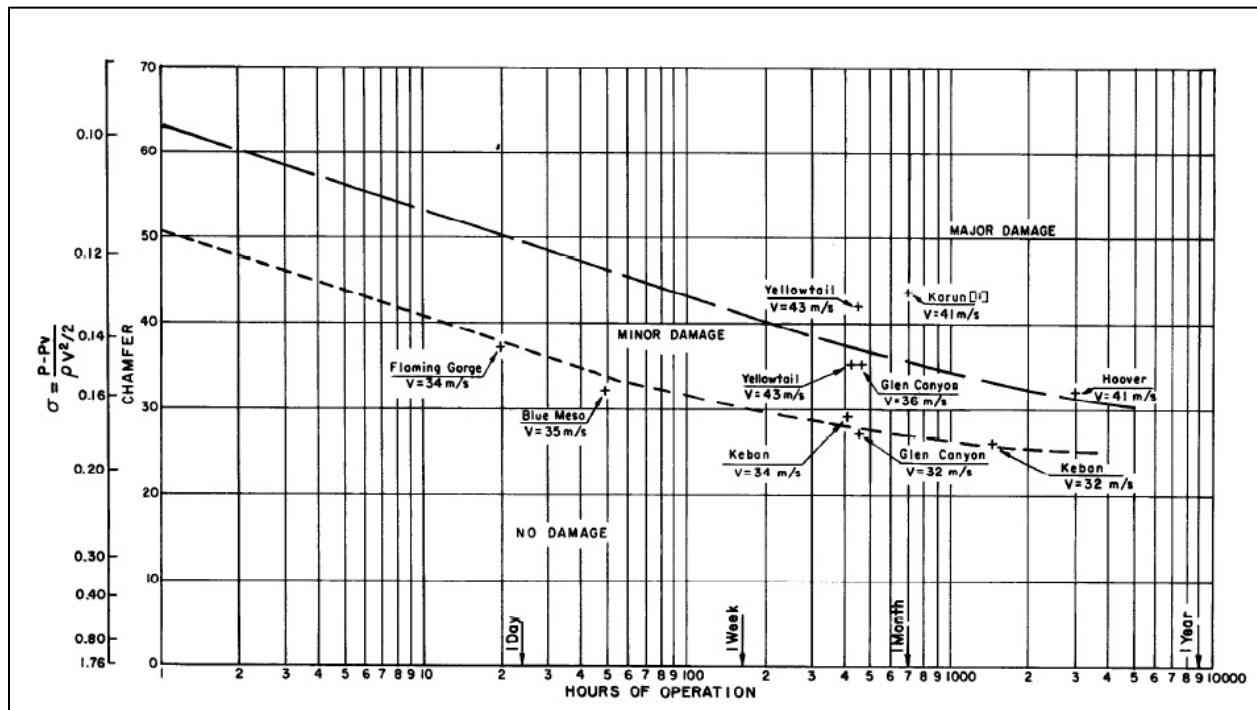 70
60
50
40
30
20
10
0
0.10
0.12
0.14
0.16
0.20
0.30
0.40
0.80
1.76
σ = P-Pv / ρV²/2
CHAMFER
MAJOR DAMAGE
MINOR DAMAGE
NO DAMAGE
Yellowtail
V=43 m/s
Karun [1]
V=41 m/s
Flaming Gorge
V=34 m/s
Blue Mesa
V=35 m/s
Yellowtail
V=43 m/s
Glen Canyon
V=36 m/s
Hoover
V=41 m/s
Keban
V=34 m/s
Glen Canyon
V=32 m/s
Keban
V=32 m/s
1 Day
1 Week
1 Month
1 Year
1 2 3 4 5 6 7 8 9 10 2 3 4 5 6 7 8 9 100 2 3 4 5 6 7 8 9 1000 2 3 4 5 6 7 8 9 10000
HOURS OF OPERATION